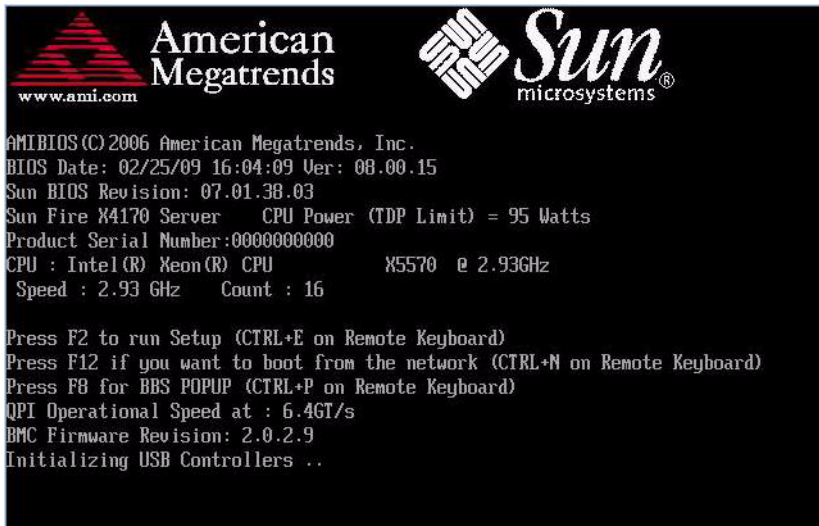 American
Megatrends
www.ami.com
Sun
microsystems®
AMIBIOS(C)2006 American Megatrends, Inc.
BIOS Date: 02/25/09 16:04:09 Ver: 08.00.15
Sun BIOS Revision: 07.01.38.03
Sun Fire X4170 Server    CPU Power (TDP Limit) = 95 Watts
Product Serial Number:0000000000
CPU : Intel(R) Xeon(R) CPU           X5570  @ 2.93GHz
 Speed : 2.93 GHz    Count : 16
Press F2 to run Setup (CTRL+E on Remote Keyboard)
Press F12 if you want to boot from the network (CTRL+N on Remote Keyboard)
Press F8 for BBS POPUP (CTRL+P on Remote Keyboard)
QPI Operational Speed at : 6.4GT/s
BMC Firmware Revision: 2.0.2.9
Initializing USB Controllers ..